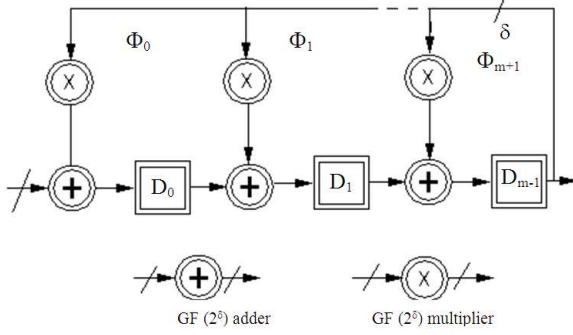 δ
Φ0 Φ1 Φm+1
X X X
+ D0 + D1 + Dm-1
+ X
GF (2δ) adder GF (2δ) multiplier